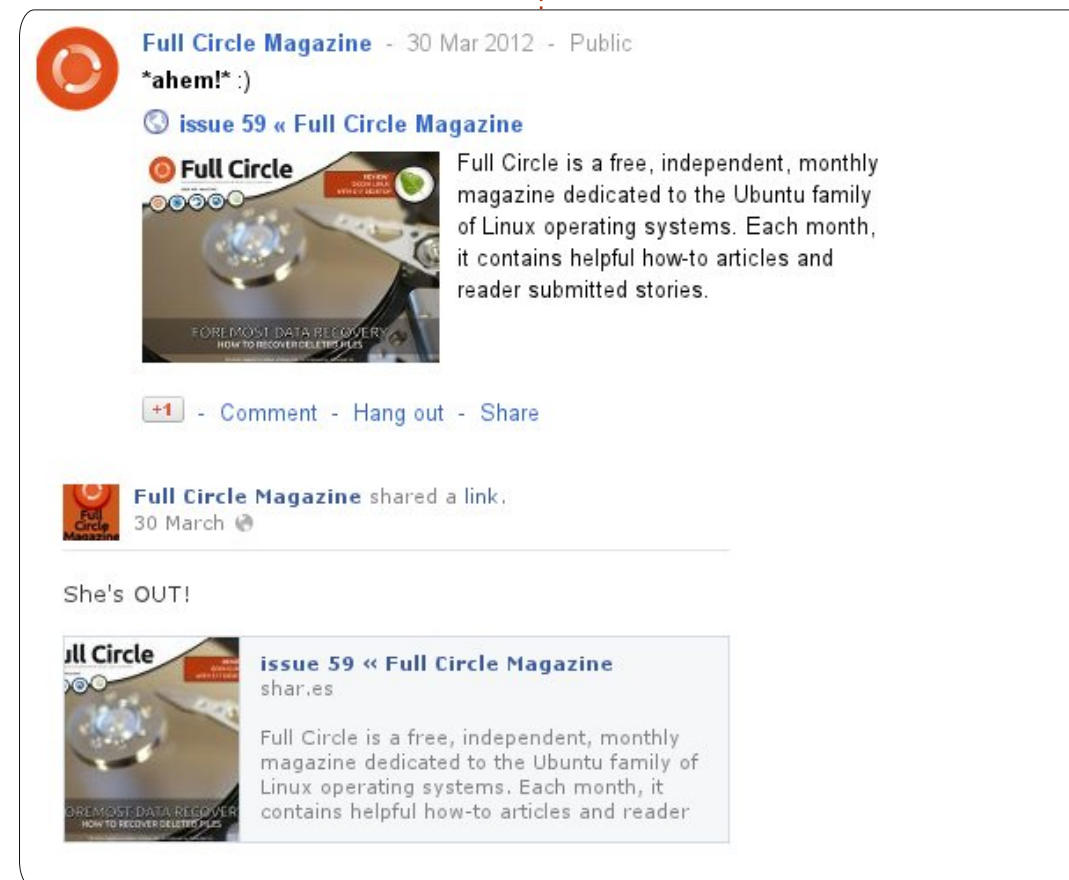 Full Circle Magazine - 30 Mar 2012 - Public
*ahem!* :)
issue 59 « Full Circle Magazine
Full Circle
REVIEW
WITH E17 DESKTOP
FOREMOST DATA RECOVERY
HOW TO RECOVER DELETED FILES
Full Circle is a free, independent, monthly
magazine dedicated to the Ubuntu family
of Linux operating systems. Each month,
it contains helpful how-to articles and
reader submitted stories.
+1 - Comment - Hang out - Share
Full
Circle
Magazine
Full Circle Magazine shared a link.
30 March
She's OUT!
ull Circle
OREMOST DATA RECOVER
HOW TO RECOVER DELETED FILES
issue 59 « Full Circle Magazine
shar.es
Full Circle is a free, independent, monthly
magazine dedicated to the Ubuntu family of
Linux operating systems. Each month, it
contains helpful how-to articles and reader